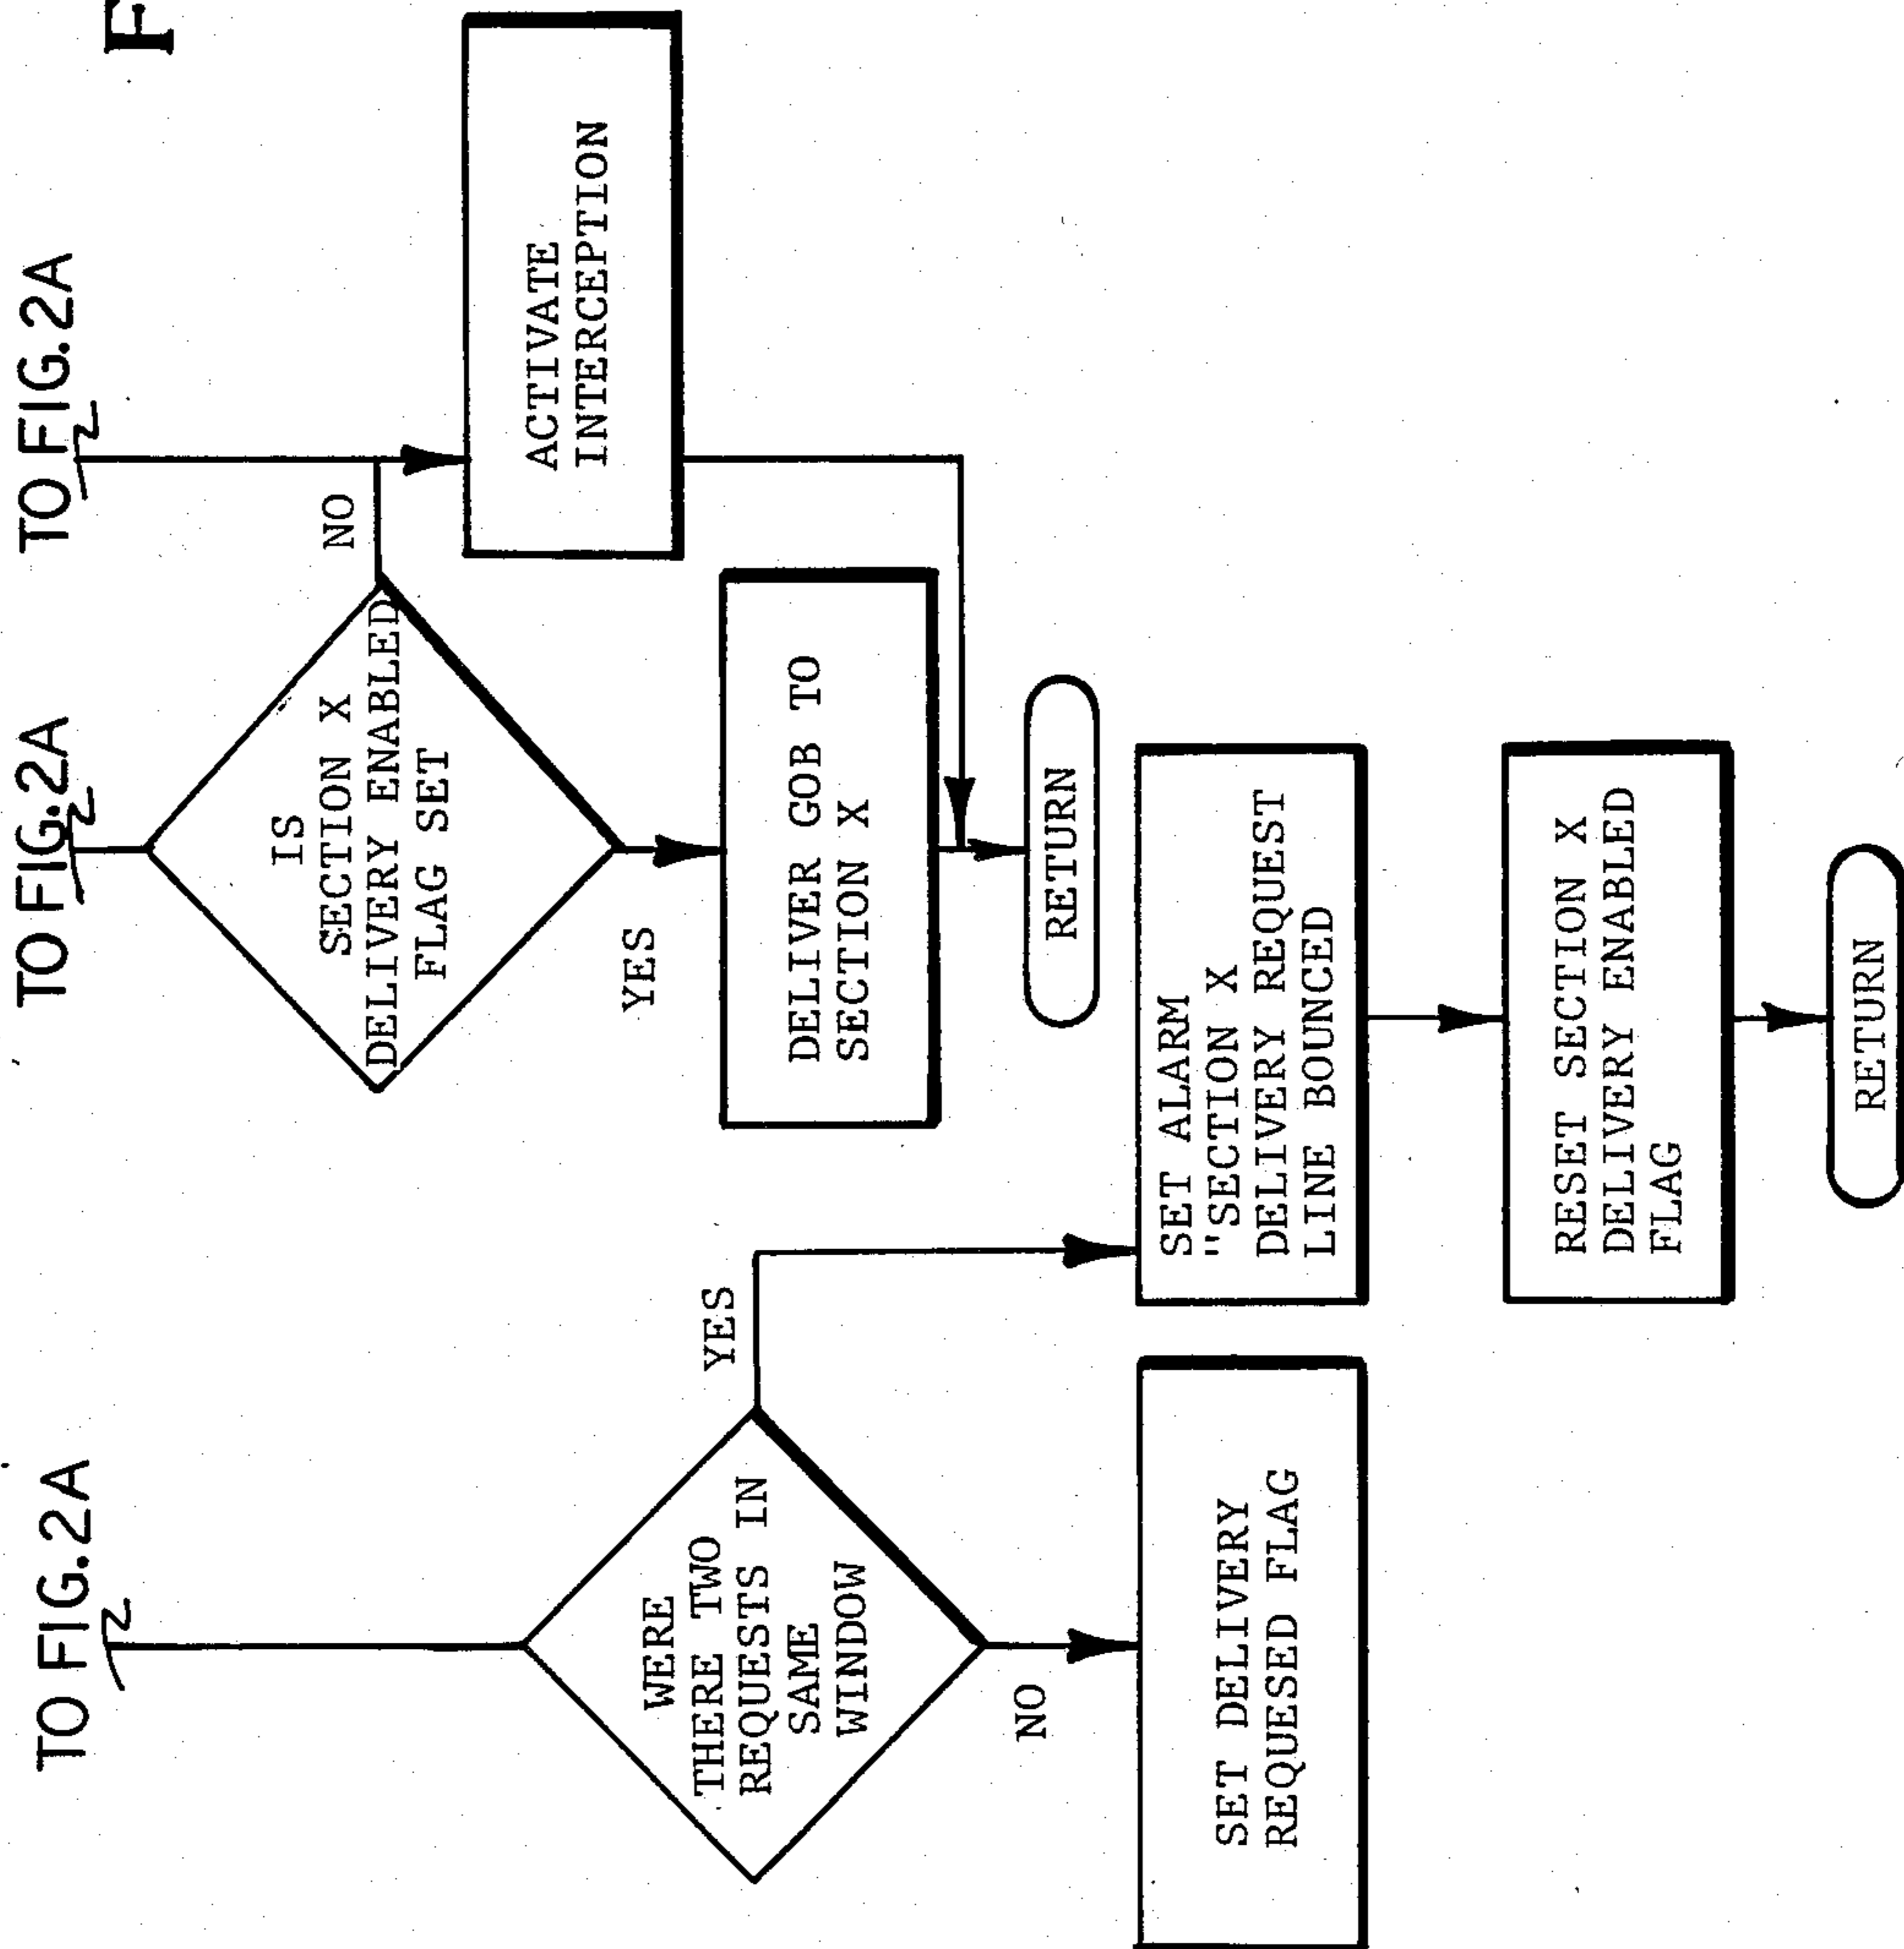 F
TO FIG.2A
TO FIG.2A
TO FIG.2A
WERE
THERE TWO
REQUESTS IN
SAME
WINDOW
YES
NO
SET DELIVERY
REQUESED FLAG
IS
SECTION X
DELIVERY ENABLED
FLAG SET
NO
YES
ACTIVATE
INTERCEPTION
DELIVER GOB TO
SECTION X
RETURN
SET ALARM
"SECTION X
DELIVERY REQUEST
LINE BOUNCED
RESET SECTION X
DELIVERY ENABLED
FLAG
RETURN